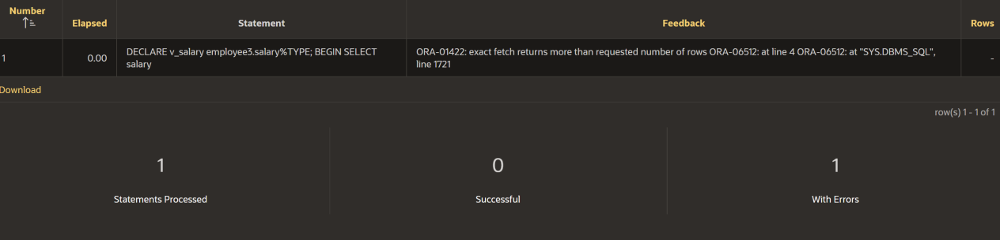 Number
Elapsed
Statement
Feedback
Rows
1
0.00
DECLARE v_salary employee3.salary%TYPE; BEGIN SELECT
salary
ORA-01422: exact fetch returns more than requested number of rows ORA-06512: at line 4 ORA-06512: at "SYS.DBMS_SQL",
line 1721
-
Download
row(s) 1 - 1 of 1
1
0
1
Statements Processed
Successful
With Errors